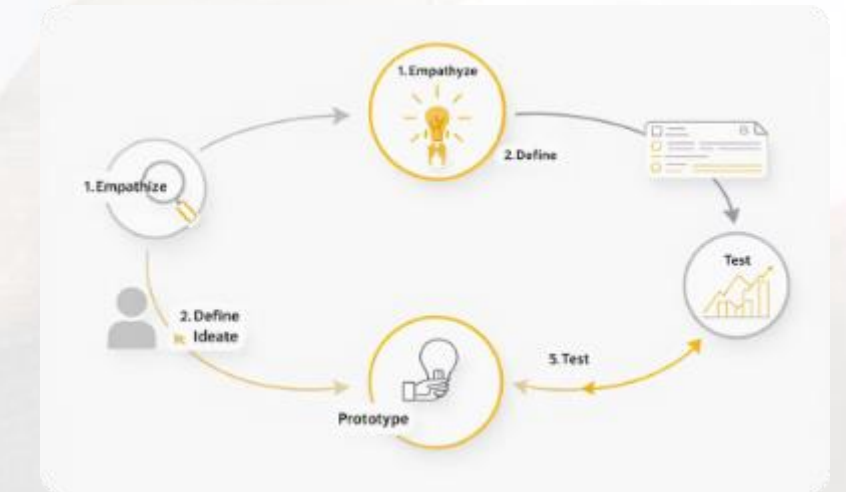 1.Empathyze
2.Define
1.Empathize
Test
2.Define
Ideate
5.Test
Prototype